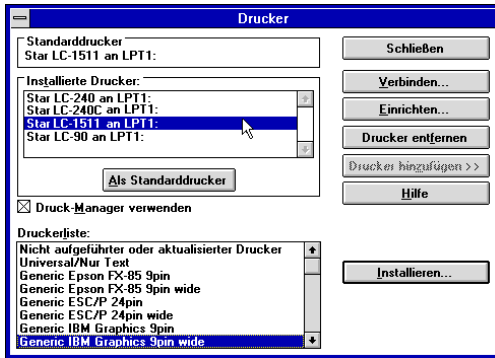 Drucker
Standarddrucker
Star LC-1511 an LPT1:
Installierte Drucker:
Star LC-240 an LPT1:
Star LC-240C an LPT1:
Star LC-1511 an LPT1:
Star LC-90 an LPT1:
Als Standarddrucker
Druck-Manager verwenden
Druckerliste:
Nicht aufgeführter oder aktualisierter Drucker
Universal/Nur Text
Generic Epson FX-85 9pin
Generic Epson FX-85 9pin wide
Generic ESC/P 24pin
Generic ESC/P 24pin wide
Generic IBM Graphics 9pin
Generic IBM Graphics 9pin wide
Schließen
Verbinden...
Einrichten...
Drucker entfernen
Drucker hinzufügen >>
Hilfe
Installieren...